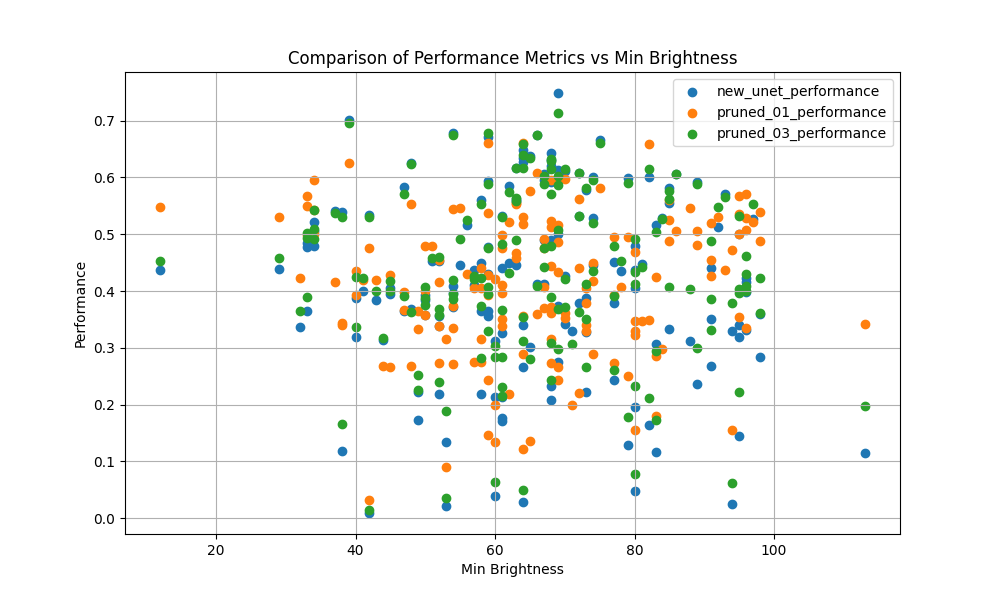 Comparison of Performance Metrics vs Min Brightness
new_unet_performance
pruned_01_performance
pruned_03_performance
Performance
0.7
0.6
0.5
0.4
0.3
0.2
0.1
0.0
20 40 60 80 100
Min Brightness